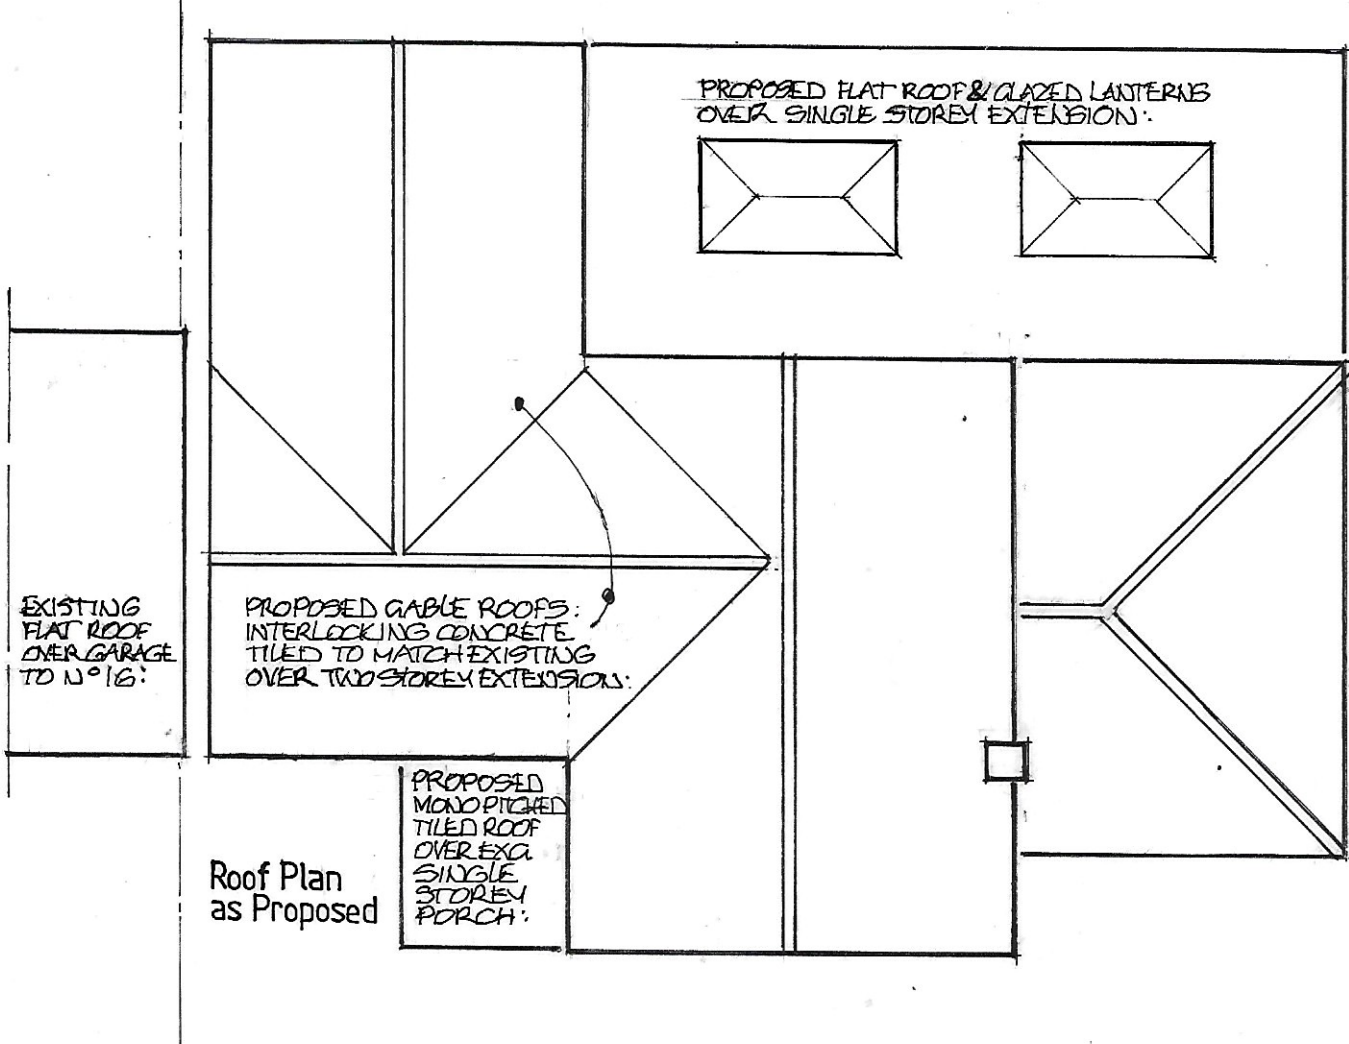 PROPOSED FLAT ROOF & GLAZED LANTERNS
OVER SINGLE STOREY EXTENSION:
EXISTING
FLAT ROOF
OVER GARAGE
TO Nº 16:
PROPOSED GABLE ROOFS:
INTERLOCKING CONCRETE
TILED TO MATCH EXISTING
OVER TWO STOREY EXTENSION:
PROPOSED
MONO PITCHED
TILED ROOF
OVER EXG
SINGLE
STOREY
PORCH:
Roof Plan
as Proposed